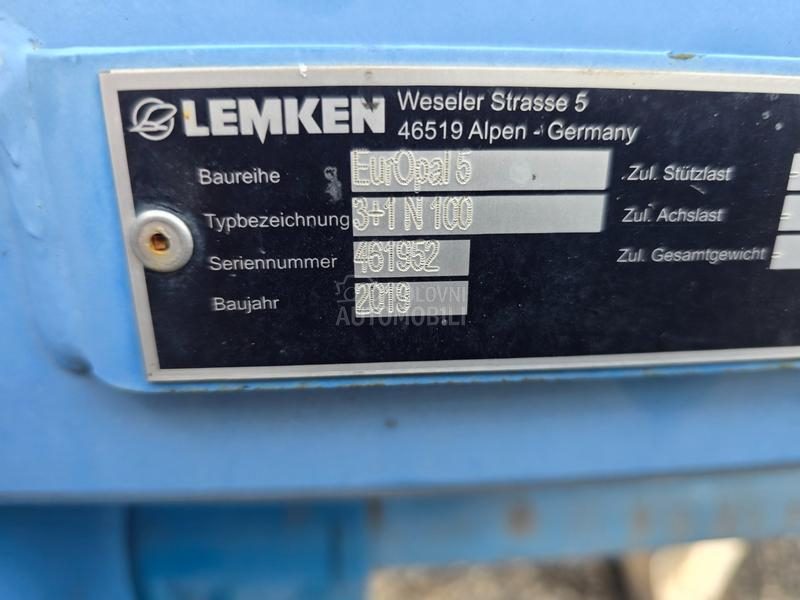 LEMKEN
Weseler Strasse 5
46519 Alpen - Germany
Baureihe EurOpal 5
Zul. Stützlast -
Typbezeichnung 3+1 N 100
Zul. Achslast -
Seriennummer 461952
Zul. Gesamtgewicht -
Baujahr 2019
POLOVNI
AUTOMOBILI